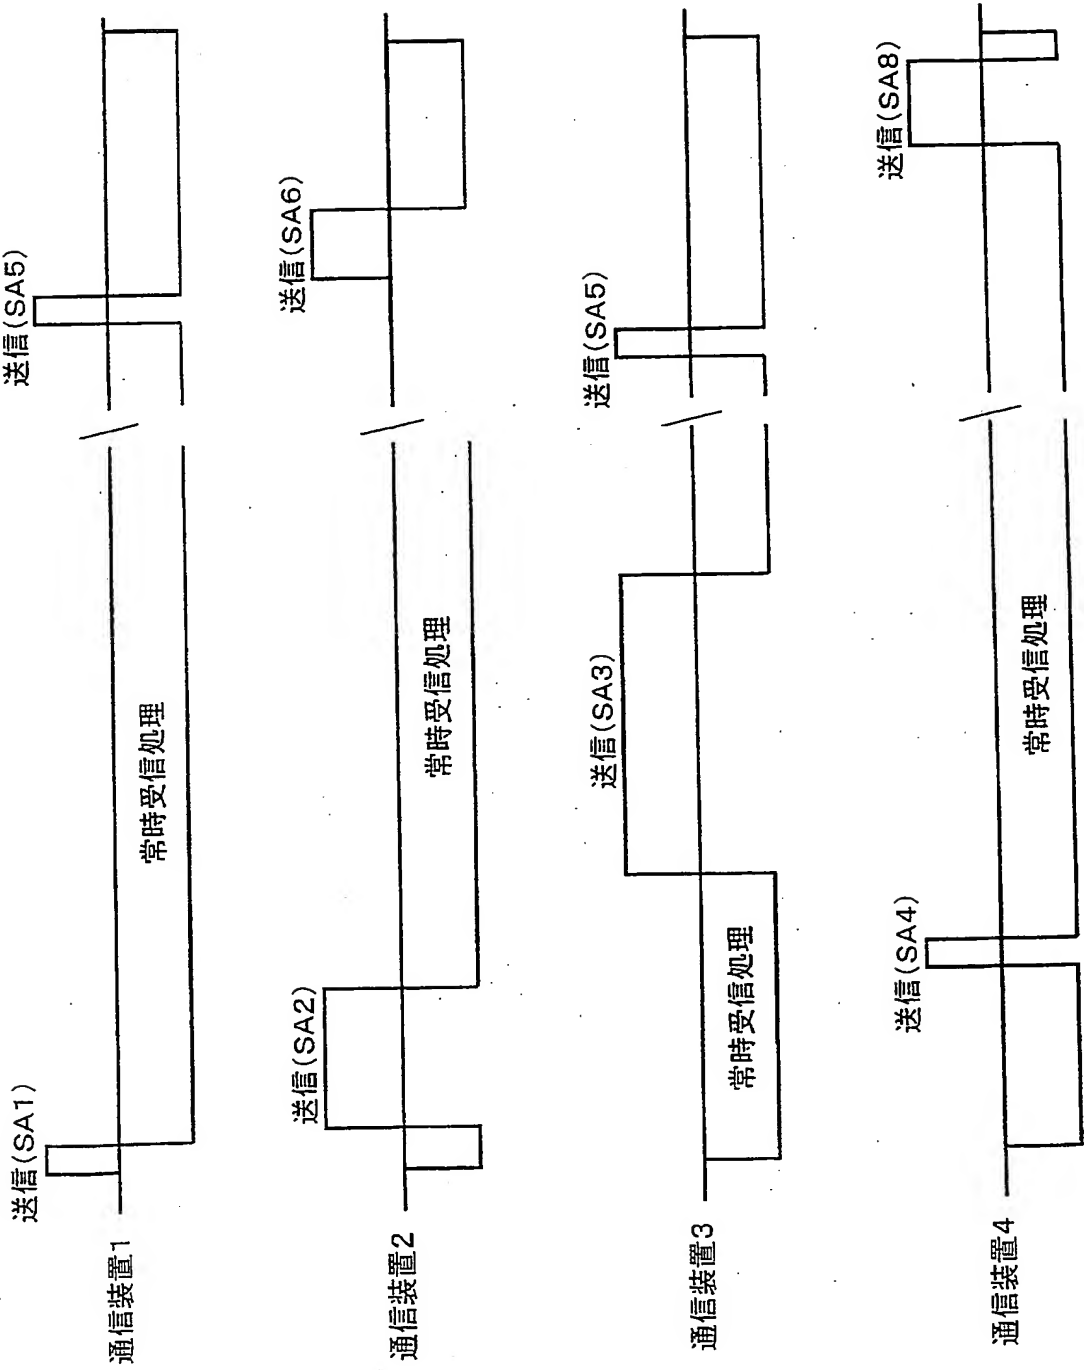 通信装置1
送信(SA1)
常時受信処理
送信(SA5)
通信装置2
送信(SA2)
常時受信処理
送信(SA6)
通信装置3
常時受信処理
送信(SA3)
送信(SA5)
通信装置4
送信(SA4)
常時受信処理
送信(SA8)